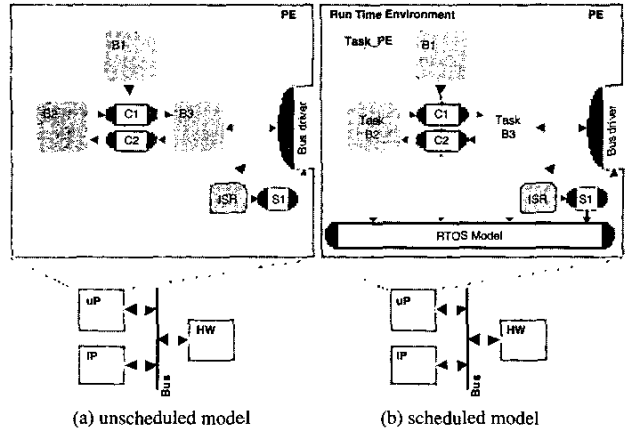 PE
B1
B2
C1
B3
C2
Bus driver
ISR
S1
uP
HW
IP
Bus
(a) unscheduled model
Run Time Environment
PE
Task_PE
B1
Task
B2
C1
Task
B3
C2
Bus driver
ISR
S1
RTOS Model
uP
HW
IP
Bus
(b) scheduled model